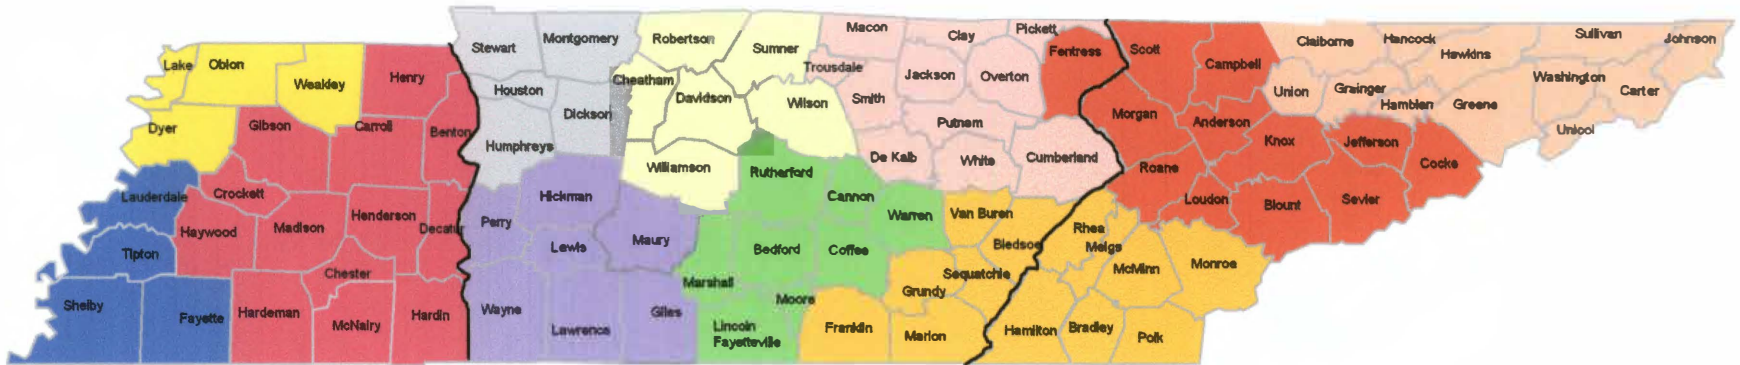 Lake
Obion
Weakley
Henry
Dyer
Gibson
Carroll
Benton
Lauderdale
Crockett
Haywood
Madison
Henderson
Decatur
Tipton
Chester
Shelby
Fayette
Hardeman
McNairy
Hardin
Stewart
Montgomery
Houston
Dickson
Humphreys
Robertson
Sumner
Cheatham
Davidson
Wilson
Williamson
Hickman
Perry
Lewis
Maury
Wayne
Lawrence
Giles
Rutherford
Cannon
Warren
Bedford
Coffee
Marshall
Moore
Lincoln
Fayetteville
Macon
Clay
Pickett
Trousdale
Jackson
Overton
Smith
Putnam
De Kalb
White
Cumberland
Fentress
Van Buren
Bledsoe
Sequatchie
Grundy
Franklin
Marion
Rhea
Meigs
McMinn
Monroe
Hamilton
Bradley
Polk
Scott
Campbell
Morgan
Anderson
Knox
Jefferson
Cocke
Roane
Loudon
Blount
Sevier
Claiborne
Hancock
Hawkins
Sullivan
Johnson
Union
Grainger
Hamblen
Greene
Washington
Carter
Unicoi